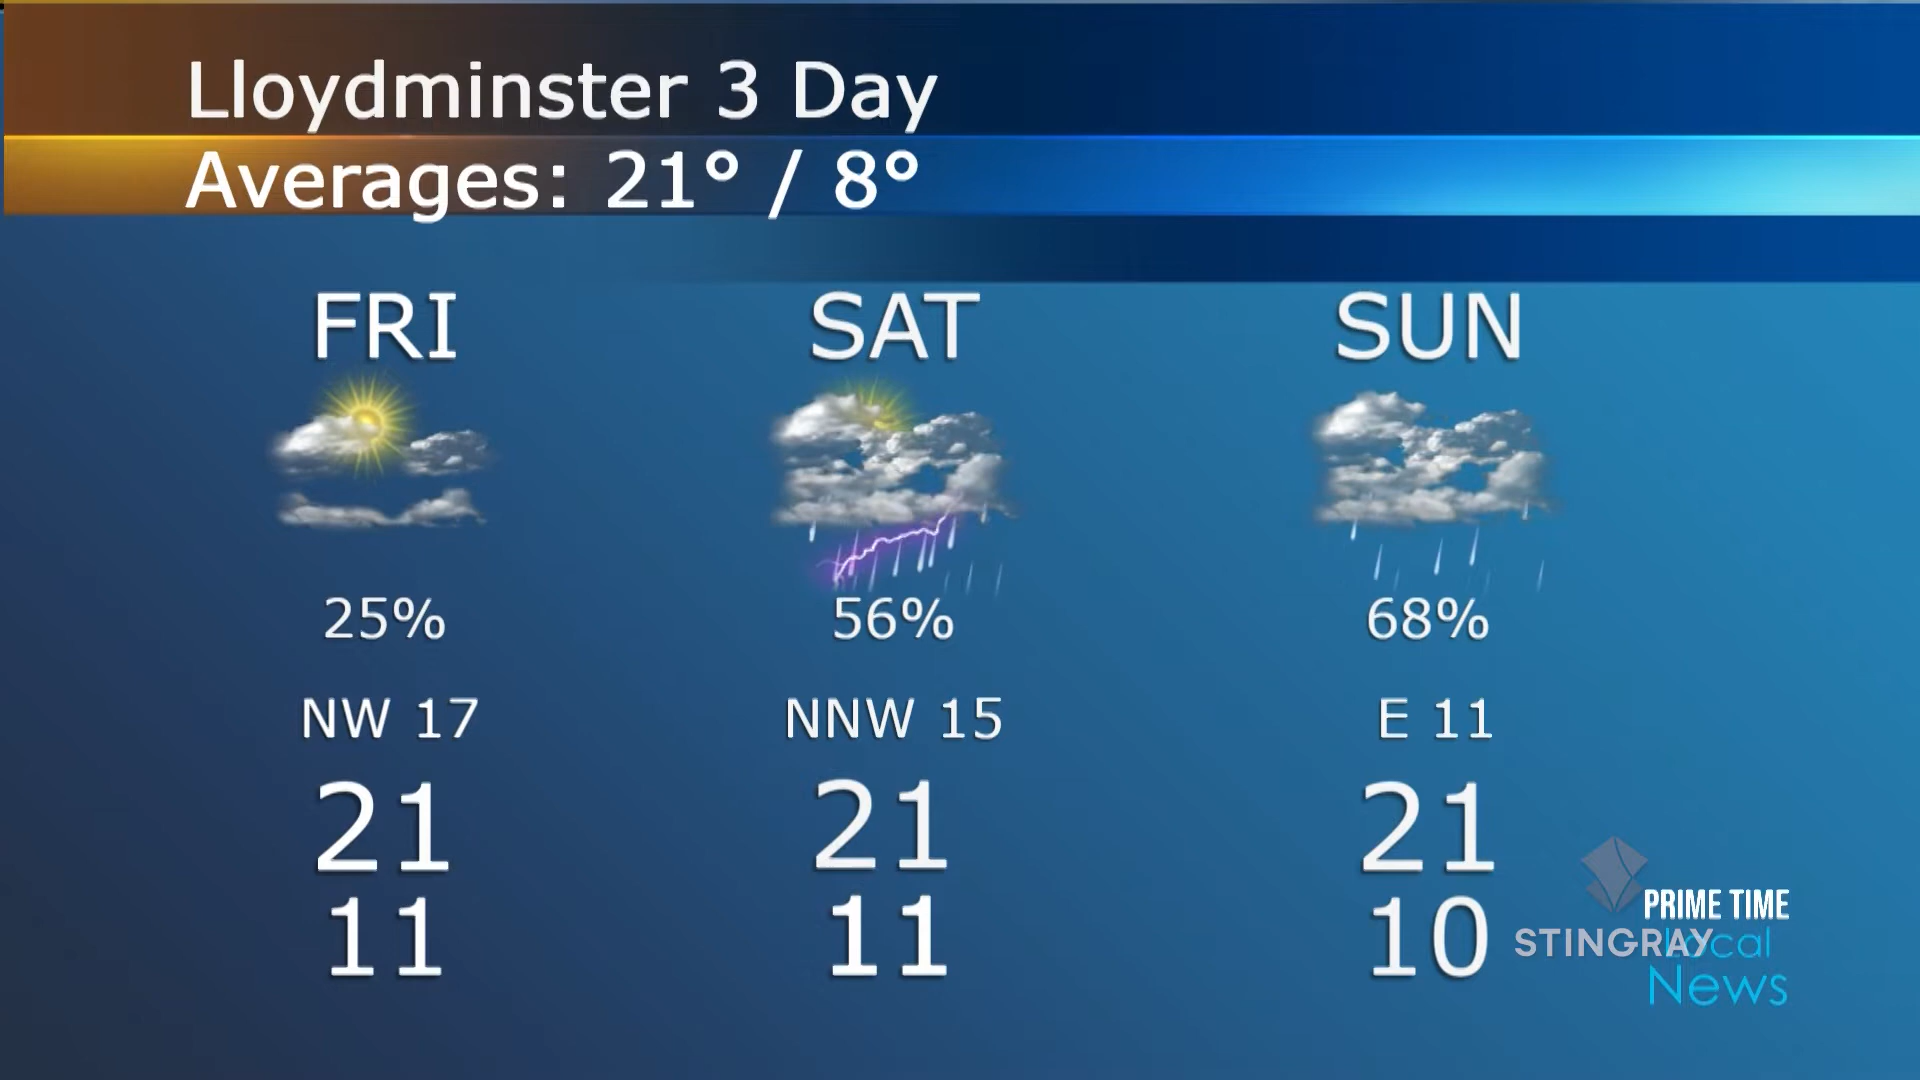 Lloydminster 3 Day
Averages: 21° / 8°
FRI SAT SUN
25% 56% 68%
NW 17 NNW 15 E 11
21 21 21
11 11 10
PRIME TIME
STINGRAY
Local
News